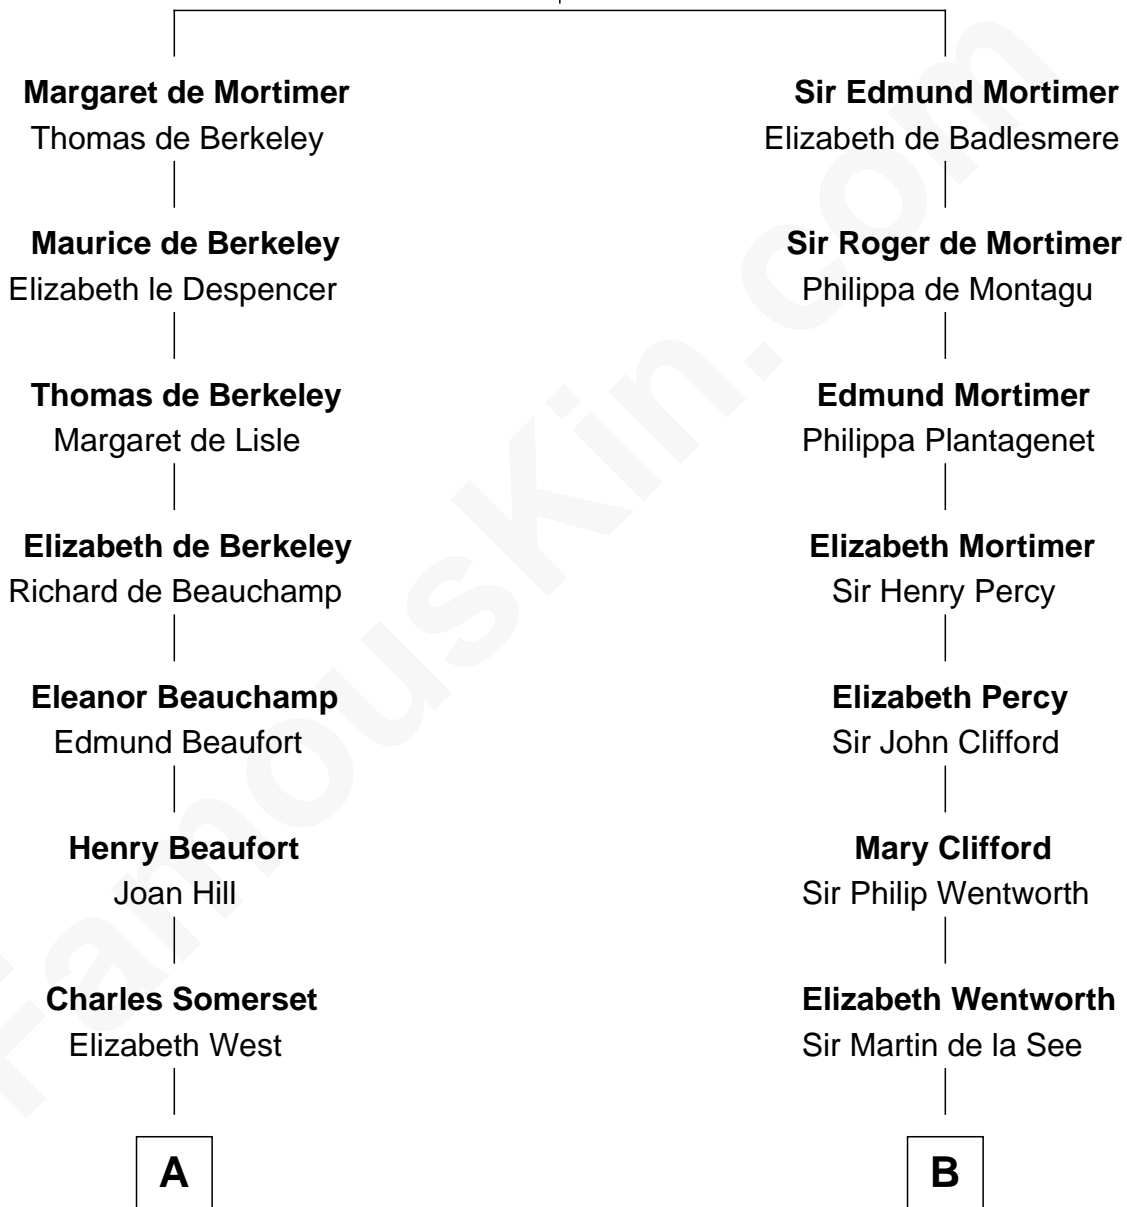 Margaret de Mortimer
Thomas de Berkeley
Maurice de Berkeley
Elizabeth le Despencer
Thomas de Berkeley
Margaret de Lisle
Elizabeth de Berkeley
Richard de Beauchamp
Eleanor Beauchamp
Edmund Beaufort
Henry Beaufort
Joan Hill
Charles Somerset
Elizabeth West
A
Sir Edmund Mortimer
Elizabeth de Badlesmere
Sir Roger de Mortimer
Philippa de Montagu
Edmund Mortimer
Philippa Plantagenet
Elizabeth Mortimer
Sir Henry Percy
Elizabeth Percy
Sir John Clifford
Mary Clifford
Sir Philip Wentworth
Elizabeth Wentworth
Sir Martin de la See
B
FamousKin.com